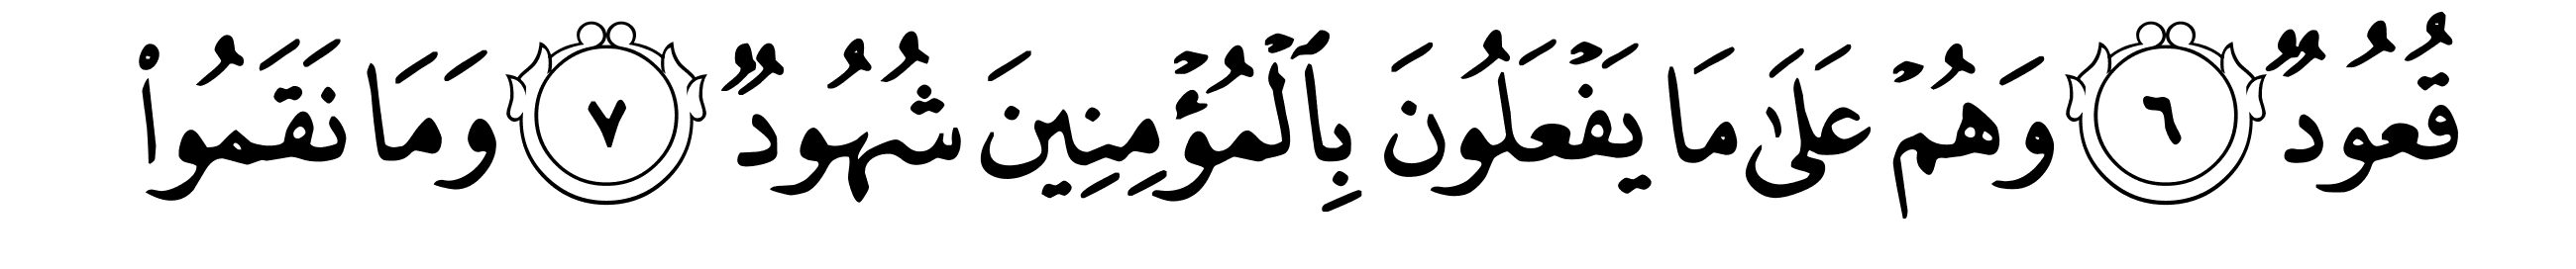 قُعُودٞ ٦ وَهُمۡ عَلَىٰ مَا يَفۡعَلُونَ بِٱلۡمُؤۡمِنِينَ شُهُودٞ ٧ وَمَا نَقَمُواْ